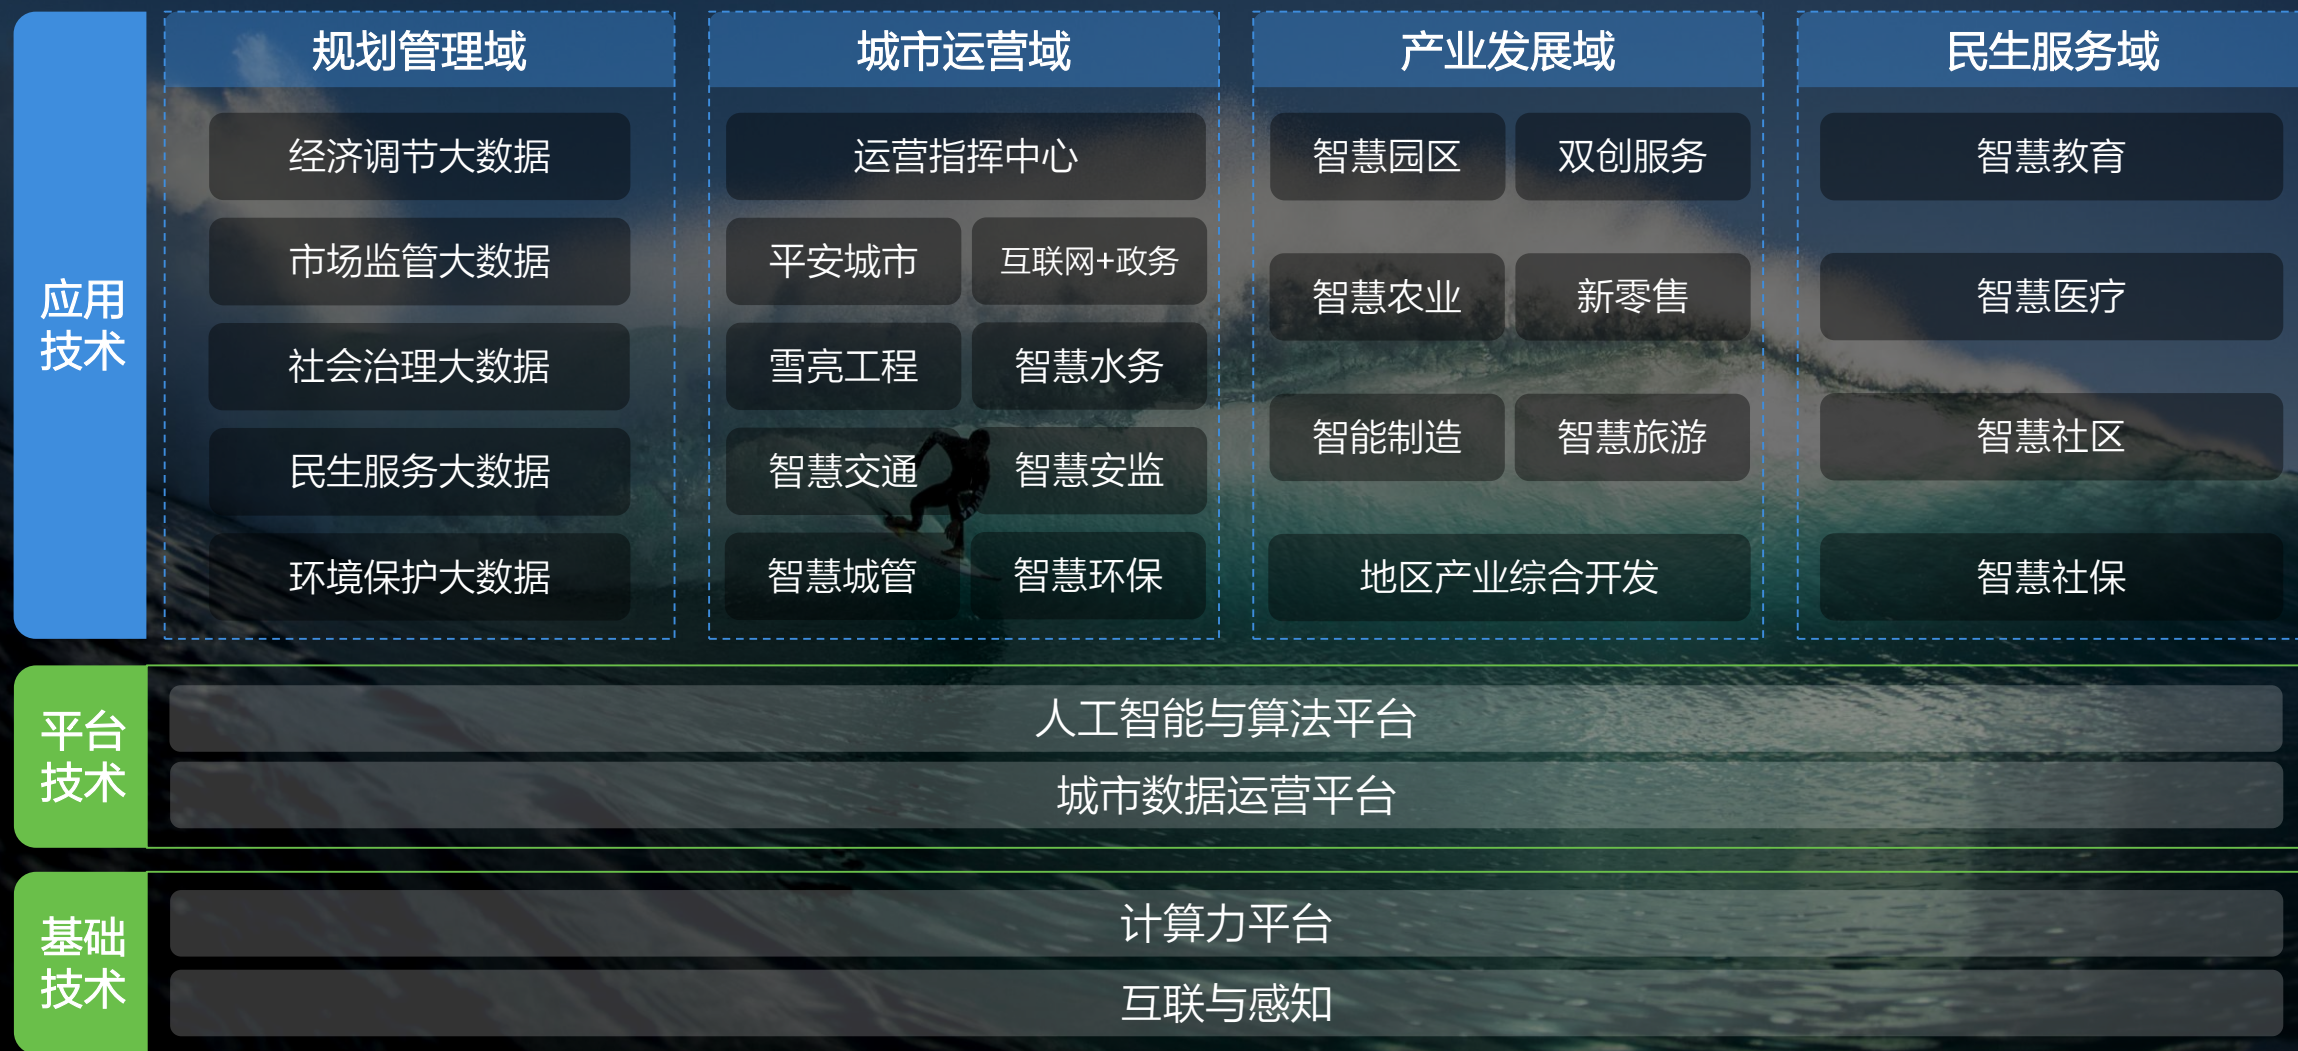 应用
技术
规划管理域
经济调节大数据
市场监管大数据
社会治理大数据
民生服务大数据
环境保护大数据
城市运营域
运营指挥中心
平安城市
互联网+政务
雪亮工程
智慧水务
智慧交通
智慧安监
智慧城管
智慧环保
产业发展域
智慧园区
双创服务
智慧农业
新零售
智能制造
智慧旅游
地区产业综合开发
民生服务域
智慧教育
智慧医疗
智慧社区
智慧社保
平台
技术
人工智能与算法平台
城市数据运营平台
基础
技术
计算力平台
互联与感知